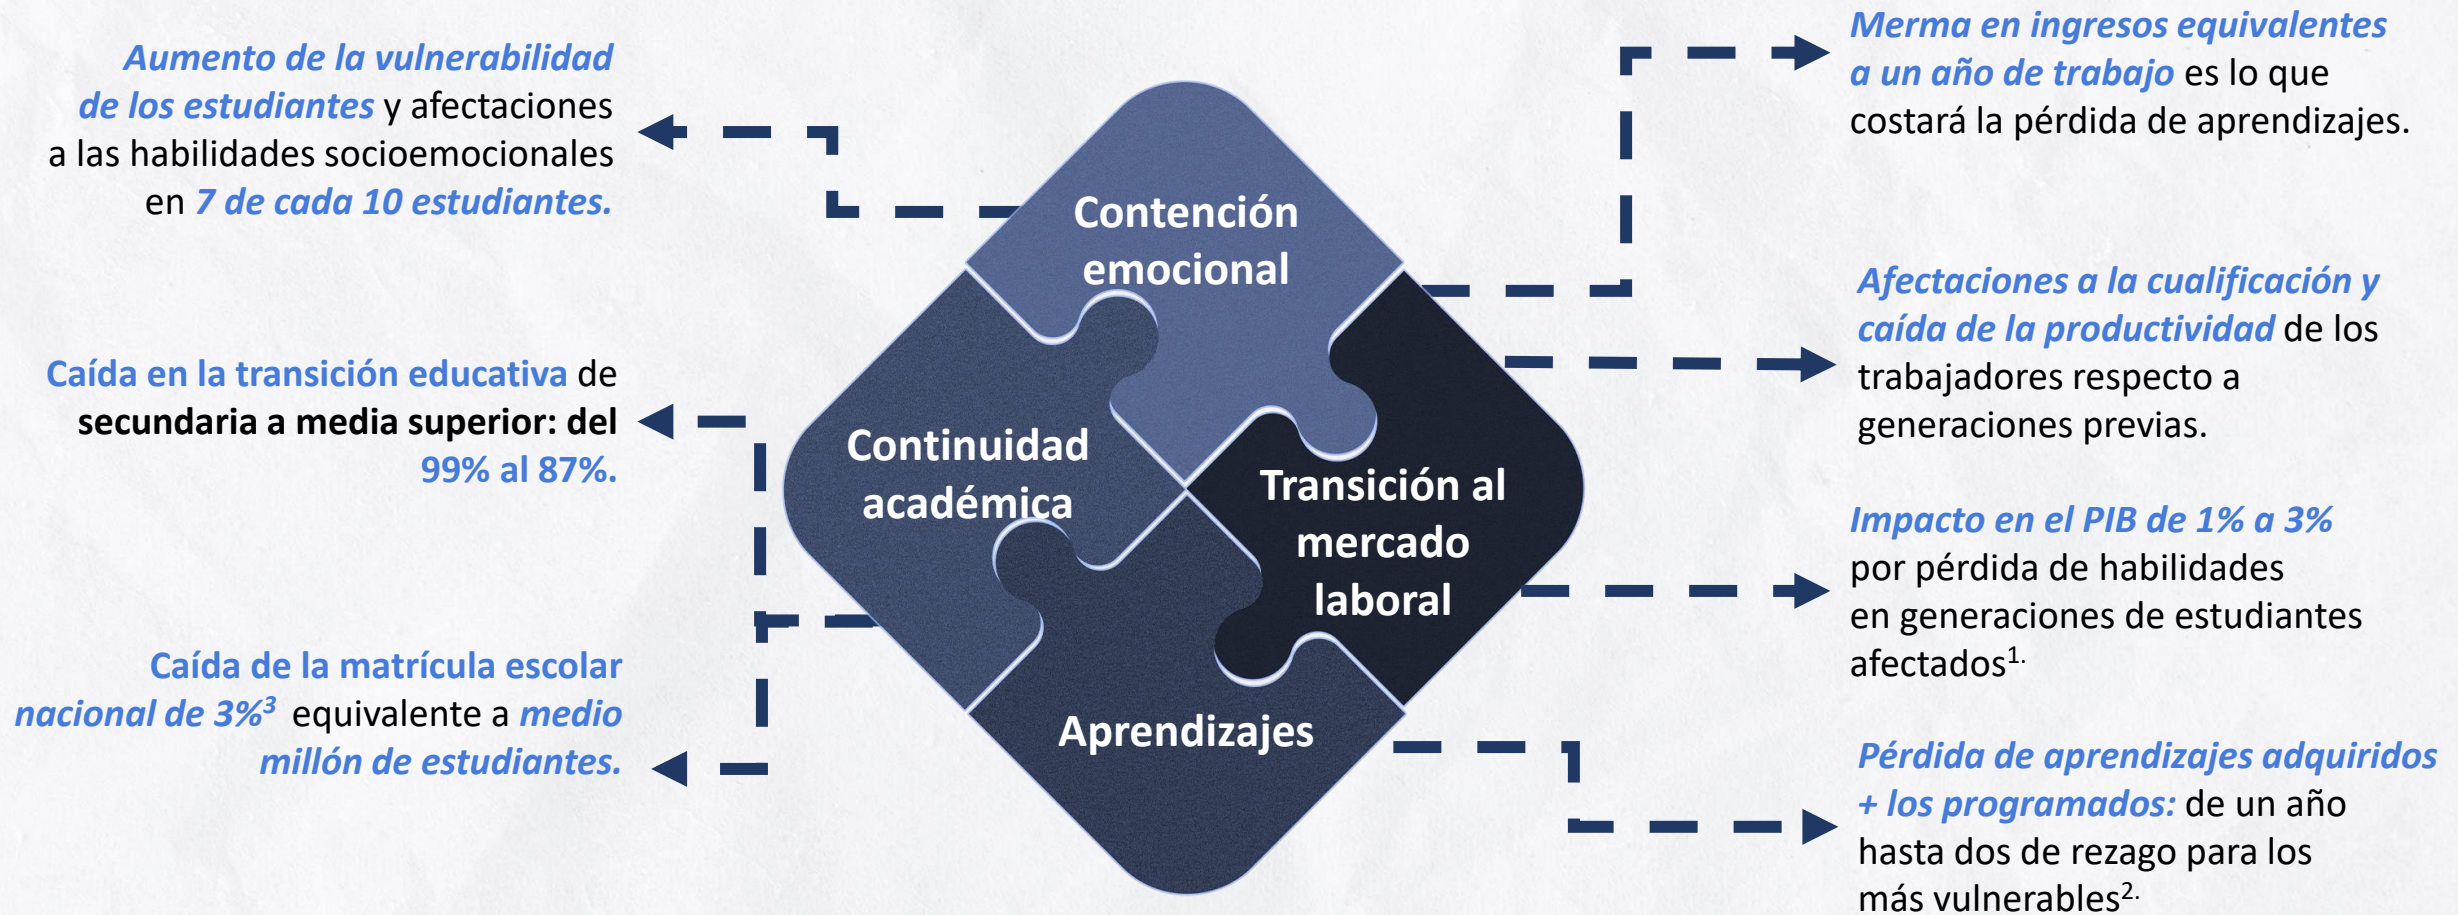 Aumento de la vulnerabilidad
de los estudiantes y afectaciones
a las habilidades socioemocionales
en 7 de cada 10 estudiantes.
Caída en la transición educativa de
secundaria a media superior: del
99% al 87%.
Caída de la matrícula escolar
nacional de 3%³ equivalente a medio
millón de estudiantes.
Contención
emocional
Continuidad
académica
Transición al
mercado
laboral
Aprendizajes
Merma en ingresos equivalentes
a un año de trabajo es lo que
costará la pérdida de aprendizajes.
Afectaciones a la cualificación y
caída de la productividad de los
trabajadores respecto a
generaciones previas.
Impacto en el PIB de 1% a 3%
por pérdida de habilidades
en generaciones de estudiantes
afectados¹.
Pérdida de aprendizajes adquiridos
+ los programados: de un año
hasta dos de rezago para los
más vulnerables².